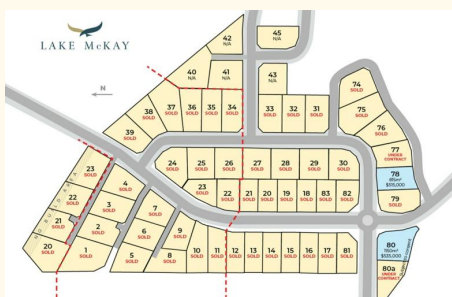 LAKE McKAY
N
42
N/A
45
N/A
40
N/A
41
N/A
43
N/A
38
SOLD
37
SOLD
36
SOLD
35
SOLD
34
SOLD
33
SOLD
32
SOLD
31
SOLD
39
SOLD
74
SOLD
75
SOLD
76
SOLD
77
UNDER
CONTRACT
78
$515,000
79
SOLD
24
SOLD
25
SOLD
26
SOLD
27
SOLD
28
SOLD
29
SOLD
30
SOLD
23
SOLD
22
SOLD
21
SOLD
20
SOLD
19
SOLD
18
SOLD
83
SOLD
82
SOLD
23
SOLD
22
SOLD
21
SOLD
20
SOLD
SOLD
3
SOLD
2
SOLD
1
SOLD
7
SOLD
6
SOLD
5
SOLD
9
SOLD
8
SOLD
10
SOLD
11
SOLD
12
SOLD
13
SOLD
14
SOLD
15
SOLD
16
SOLD
17
SOLD
81
SOLD
80
$535,000
80a
UNDER
CONTRACT